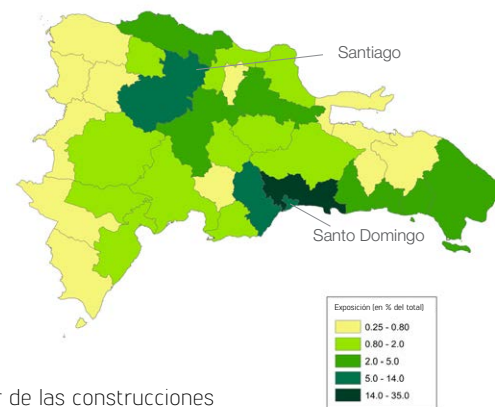 Santiago
Santo Domingo
Exposición (en % del total)
0.25 - 0.80
0.80 - 2.0
2.0 - 5.0
5.0 - 14.0
14.0 - 35.0
de las construcciones